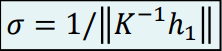 σ = 1/‖K⁻¹h₁‖